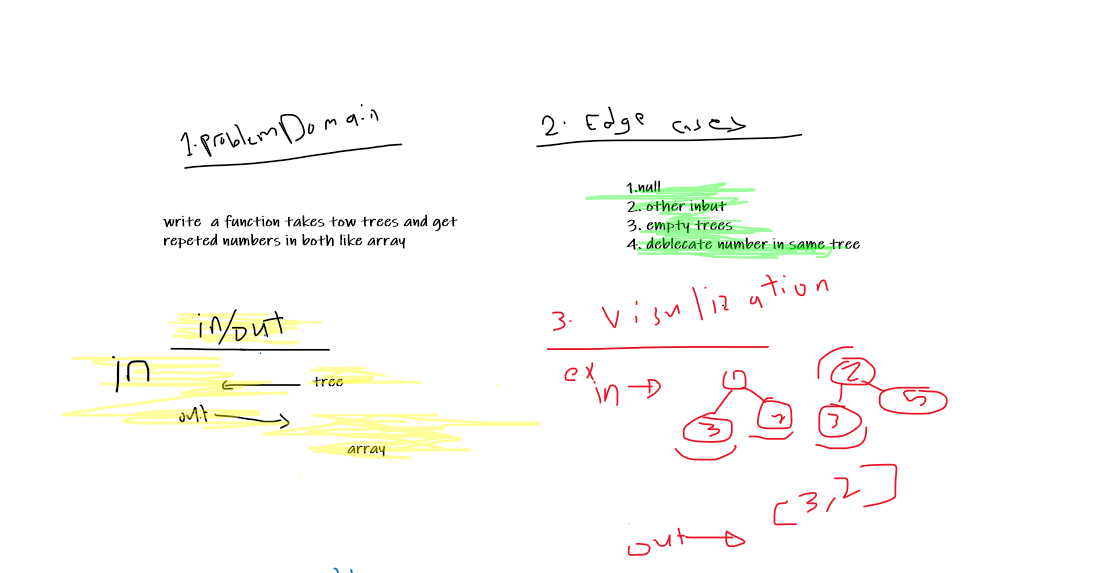 1.problemDomain
write a function takes tow trees and get
repeted numbers in both like array
in/out
in
tree
out
array
2. Edge cases
1.null
2. other inbut
3. empty trees
4. deblecate number in same tree
3. Visulization
ex
in
1
3
2
2
3
5
out
[3,2]